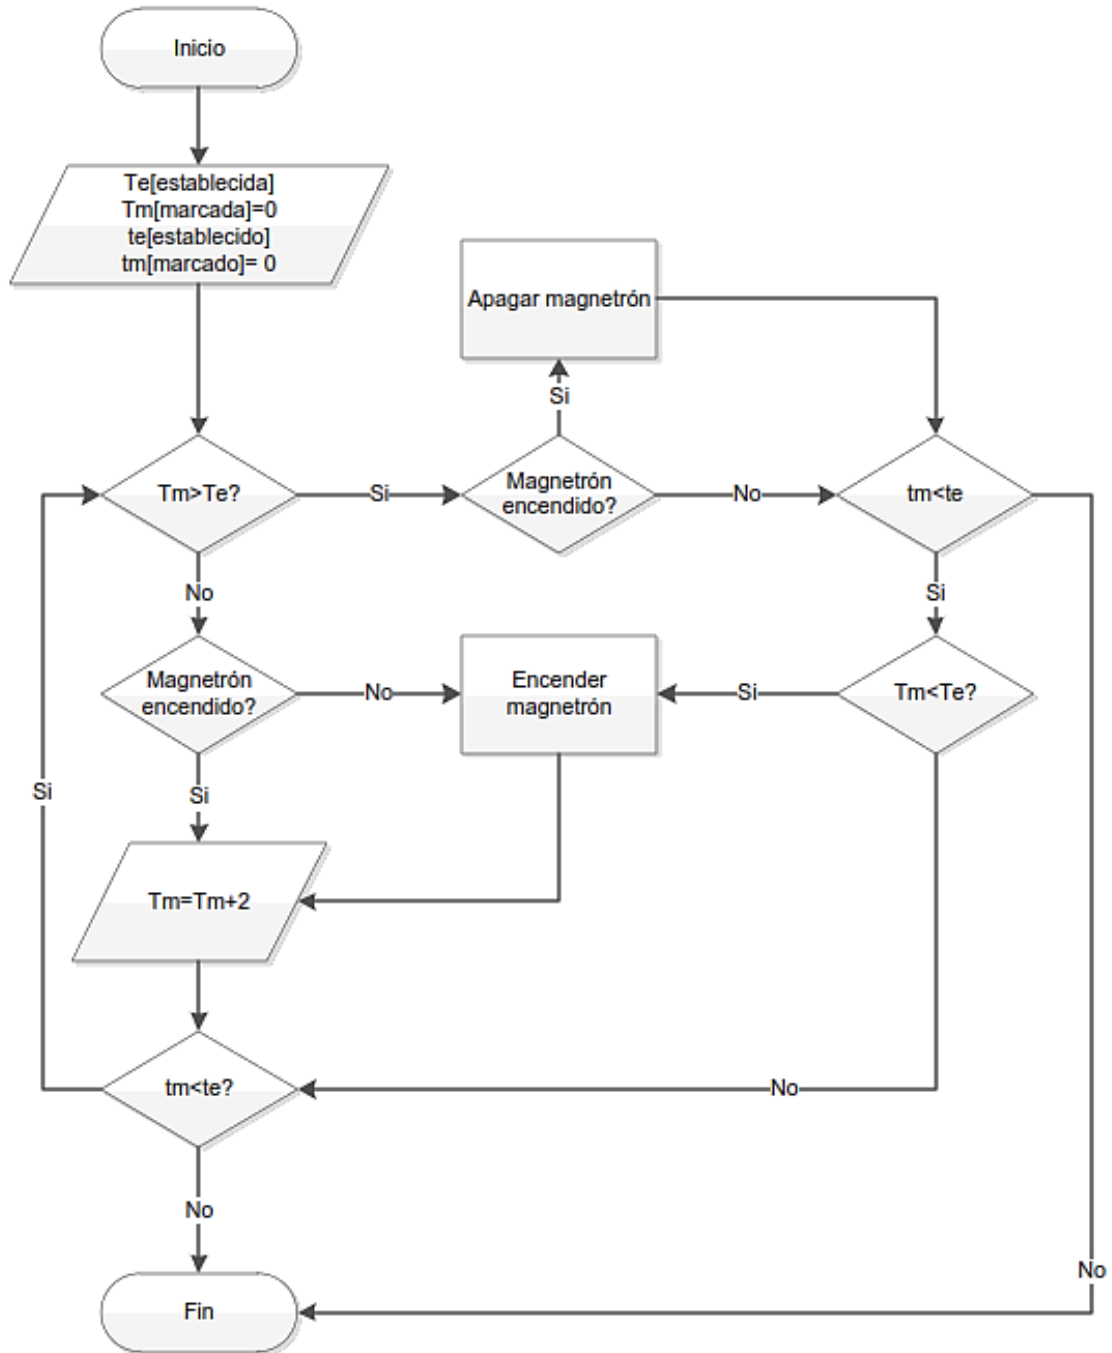 Inicio
Te[establecida]
Tm[marcada]=0
te[establecido]
tm[marcado]= 0
Apagar magnetrón
Si
Tm>Te?
Si
Magnetrón
encendido?
No
tm<te
No
Si
Magnetrón
encendido?
No
Encender
magnetrón
Si
Tm<Te?
Si
Si
Tm=Tm+2
tm<te?
No
No
No
Fin